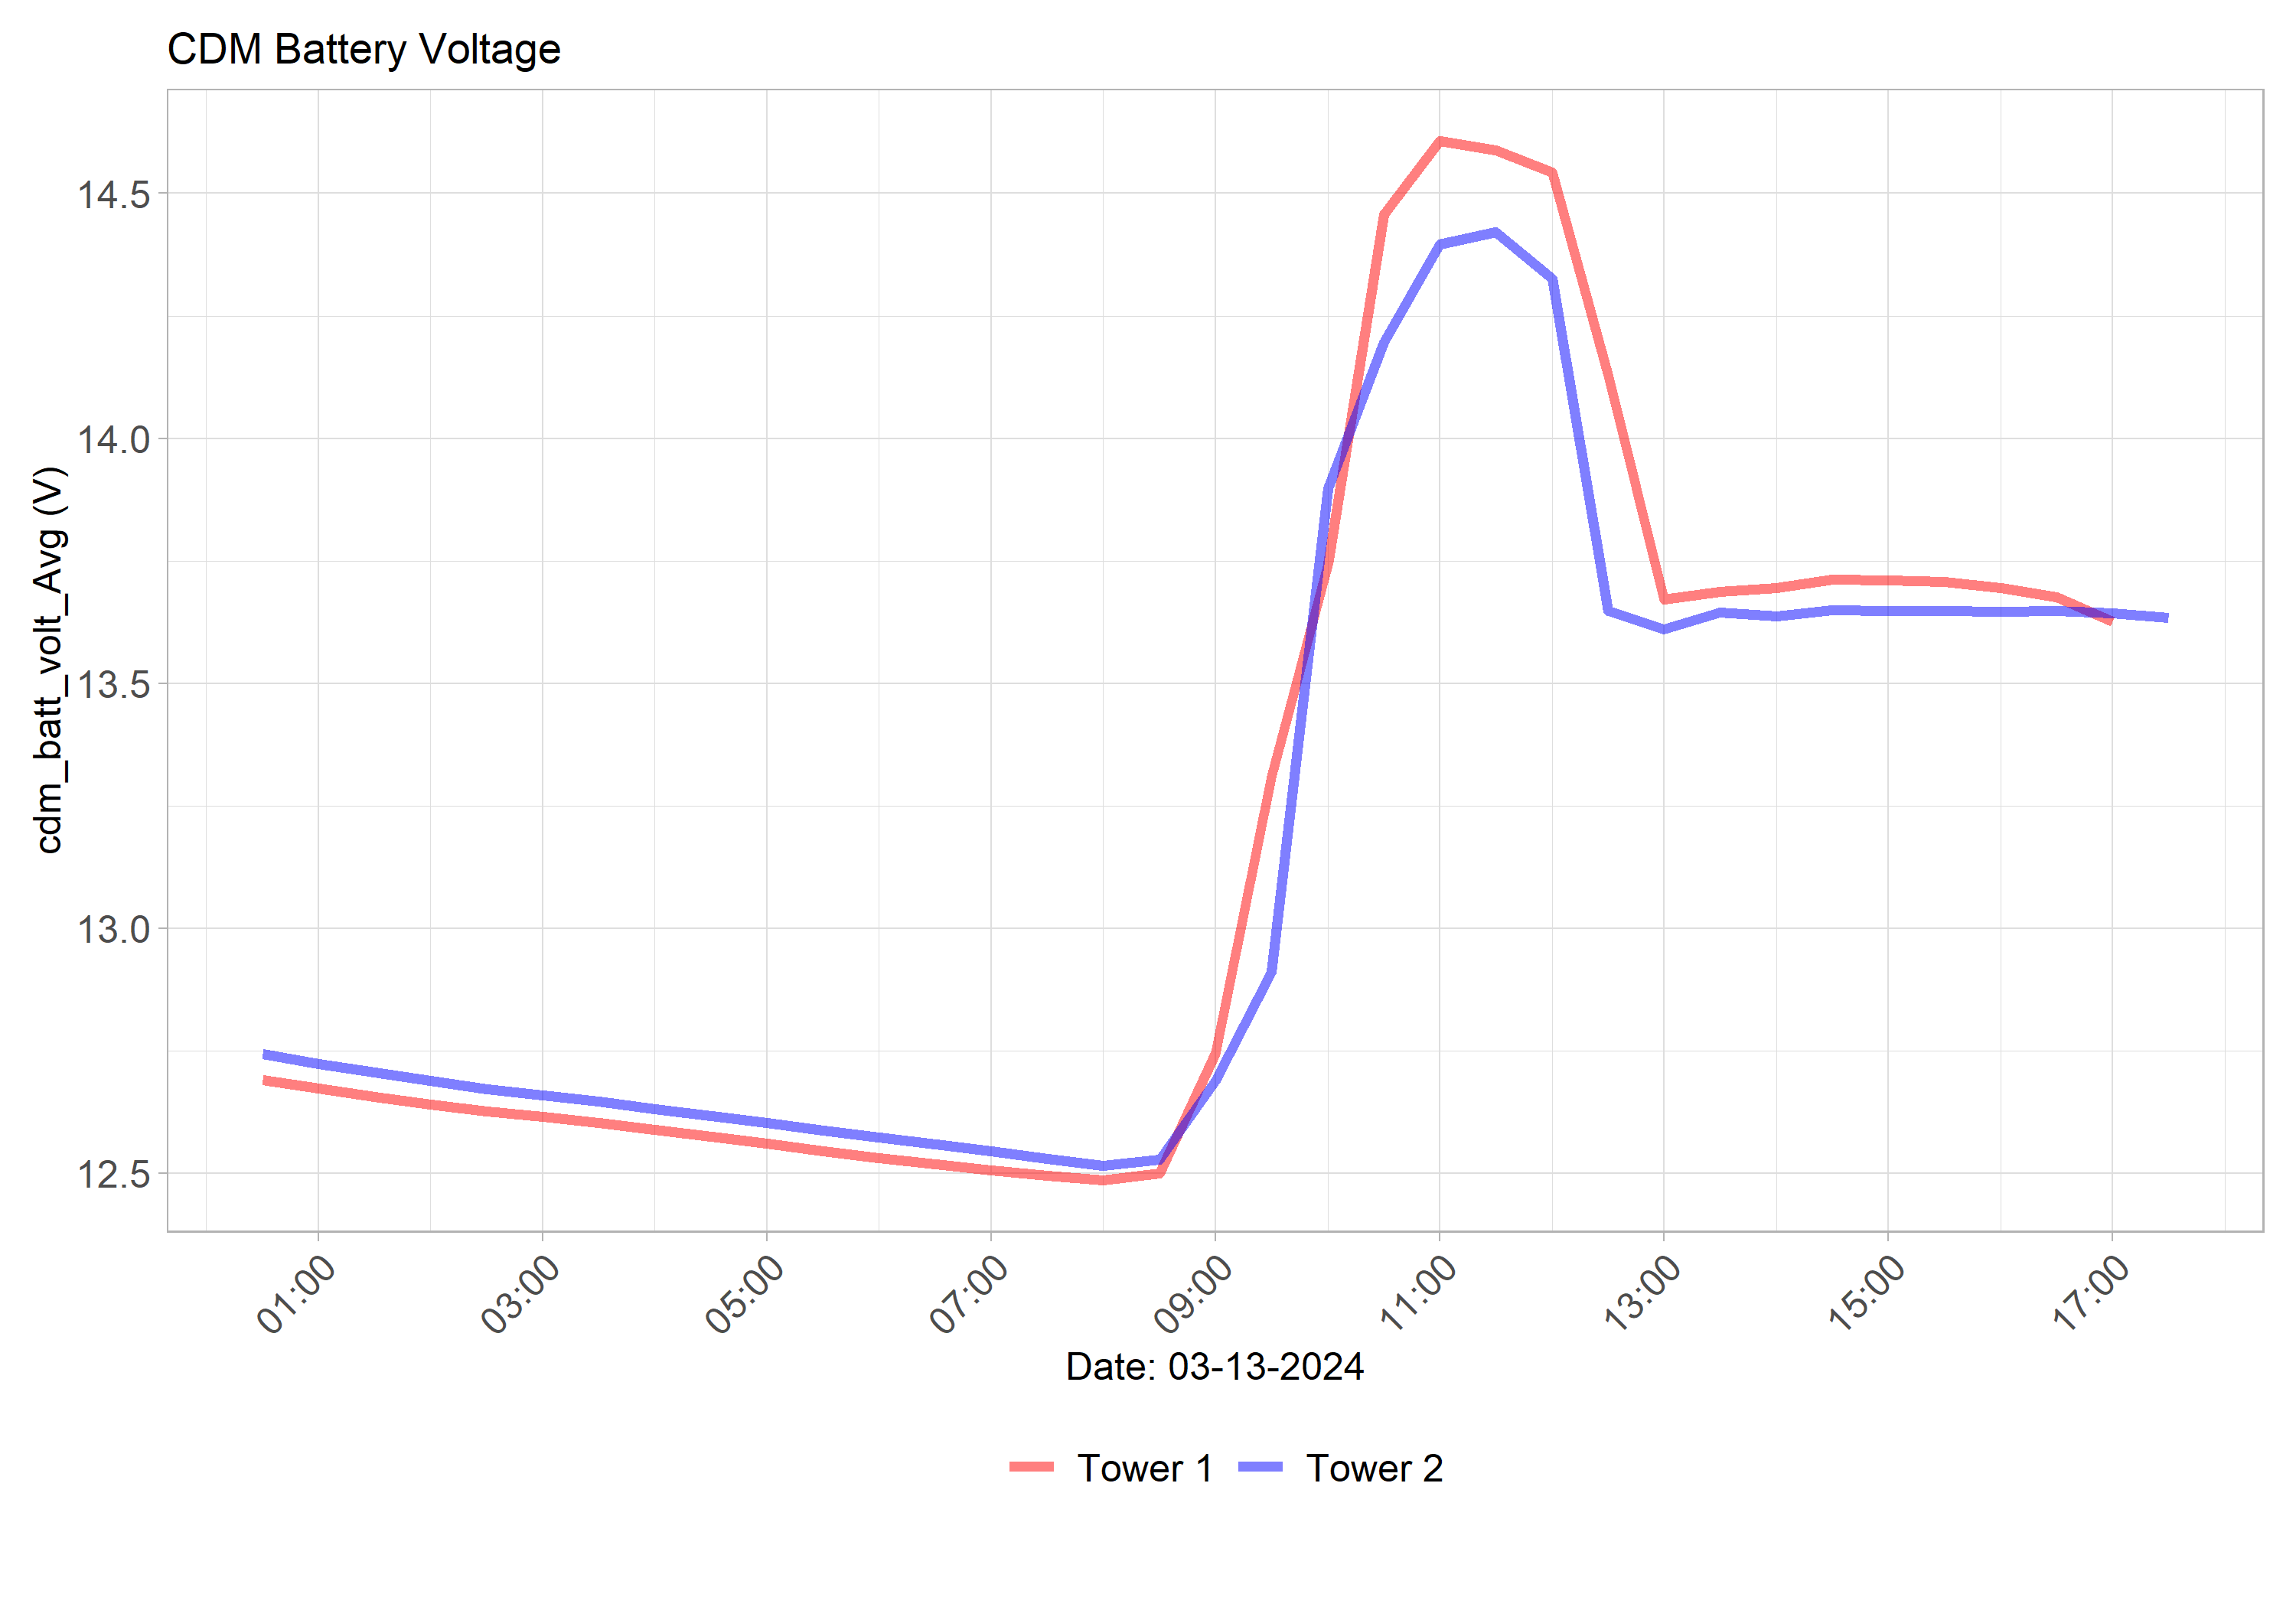 CDM Battery Voltage
cdm_batt_volt_Avg (V)
14.5
14.0
13.5
13.0
12.5
01:00 03:00 05:00 07:00 09:00 11:00 13:00 15:00 17:00
Date: 03-13-2024
Tower 1 Tower 2